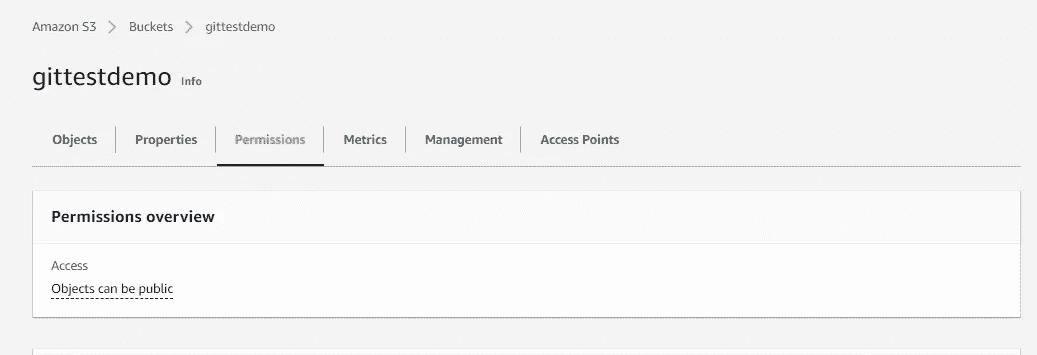 Amazon S3 > Buckets > gittestdemo
gittestdemo Info
Objects Properties Permissions Metrics Management Access Points
Permissions overview
Access
Objects can be public